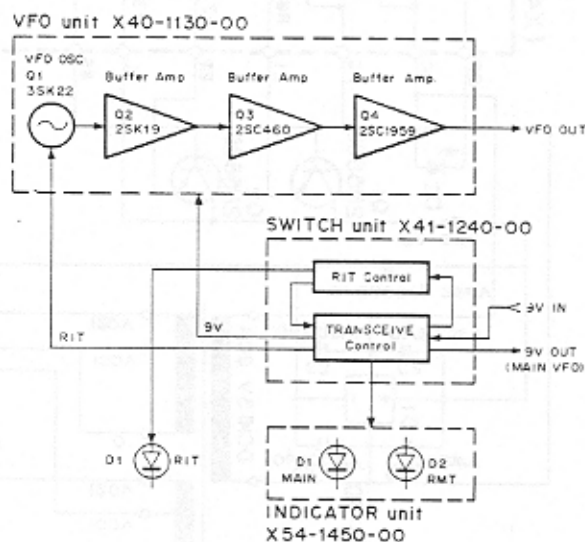 VFO unit X40-1130-00
VFO OSC
Q1
3SK22
Buffer Amp
Q2
2SK19
Buffer Amp
Q3
2SC460
Buffer Amp.
Q4
2SC1959
VFO OUT
SWITCH unit X41-1240-00
RIT Control
TRANSCEIVE
Control
9V IN
9V OUT
(MAIN VFO)
RIT
9V
D1
RIT
D1
MAIN
D2
RMT
INDICATOR unit
X54-1450-00